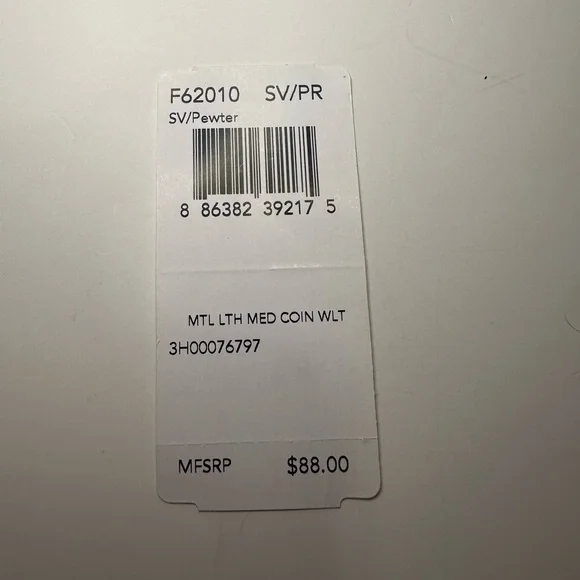 F62010 SV/PR
SV/Pewter
8 86382 39217 5
MTL LTH MED COIN WLT
3H00076797
MFSRP $88.00